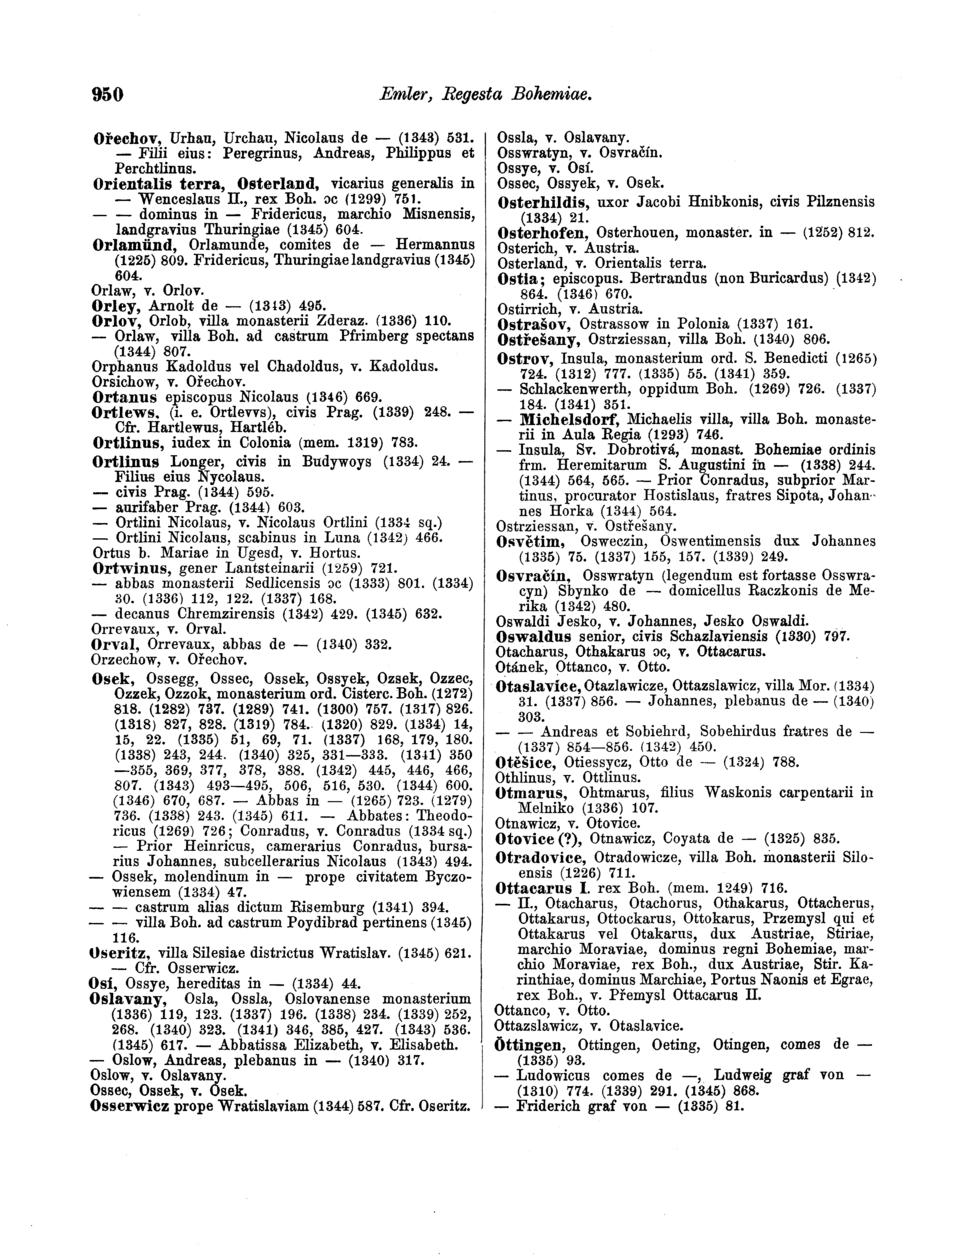 950
Emler, Regesta Bohemiae.
Ořechov, Urhau, Urchau, Nicolaus de — (1343) 531.
— Filii eius: Peregrinus, Andreas, Philippus et
Perchtlinus.
Orientalis terra, Osterland, vicarius generalis in
— Wenceslaus II., rex Boh. ɔc (1299) 751.
— — dominus in — Fridericus, marchio Misnensis,
landgravius Thuringiae (1345) 604.
Orlamünd, Orlamunde, comites de — Hermannus
(1225) 809. Fridericus, Thuringiae landgravius (1345)
604.
Orlaw, v. Orlov.
Orley, Arnolt de — (1343) 495.
Orlov, Orlob, villa monasterii Zderaz. (1336) 110.
— Orlaw, villa Boh. ad castrum Pfrimberg spectans
(1344) 807.
Orphanus Kadoldus vel Chadoldus, v. Kadoldus.
Orsichow, v. Ořechov.
Ortanus episcopus Nicolaus (1346) 669.
Ortlews, (i. e. Ortlevvs), civis Prag. (1339) 248. —
Cfr. Hartlewus, Hartléb.
Ortlinus, iudex in Colonia (mem. 1319) 783.
Ortlinus Longer, civis in Budywoys (1334) 24. —
Filius eius Nycolaus.
— civis Prag. (1344) 595.
— aurifaber Prag. (1344) 603.
— Ortlini Nicolaus, v. Nicolaus Ortlini (1334 sq.)
— Ortlini Nicolaus, scabinus in Luna (1342) 466.
Ortus b. Mariae in Ugesd, v. Hortus.
Ortwinus, gener Lantsteinarii (1259) 721.
— abbas monasterii Sedlicensis ɔc (1333) 801. (1334)
30. (1336) 112, 122. (1337) 168.
— decanus Chremzirensis (1342) 429. (1345) 632.
Orrevaux, v. Orval.
Orval, Orrevaux, abbas de — (1340) 332.
Orzechow, v. Ořechov.
Osek, Ossegg, Ossec, Ossek, Ossyek, Ozsek, Ozzec,
Ozzek, Ozzok, monasterium ord. Cisterc. Boh. (1272)
818. (1282) 737. (1289) 741. (1300) 757. (1317) 826.
(1318) 827, 828. (1319) 784. (1320) 829. (1334) 14,
15, 22. (1335) 51, 69, 71. (1337) 168, 179, 180.
(1338) 243, 244. (1340) 325, 331—333. (1341) 350
—355, 369, 377, 378, 388. (1342) 445, 446, 466,
807. (1343) 493—495, 506, 516, 530. (1344) 600.
(1346) 670, 687. — Abbas in — (1265) 723. (1279)
736. (1338) 243. (1345) 611. — Abbates: Theodo-
ricus (1269) 726; Conradus, v. Conradus (1334 sq.)
— Prior Heinricus, camerarius Conradus, bursa-
rius Johannes, subcellerarius Nicolaus (1343) 494.
— Ossek, molendinum in — prope civitatem Byczo-
wiensem (1334) 47.
— — castrum alias dictum Risemburg (1341) 394.
— — villa Boh. ad castrum Poydibrad pertinens (1345)
116.
Oseritz, villa Silesiae districtus Wratislav. (1345) 621.
— Cfr. Osserwicz.
Osí, Ossye, hereditas in — (1334) 44.
Oslavany, Osla, Ossla, Oslovanense monasterium
(1336) 119, 123. (1337) 196. (1338) 234. (1339) 252,
268. (1340) 323. (1341) 346, 385, 427. (1343) 536.
(1345) 617. — Abbatissa Elizabeth, v. Elisabeth.
— Oslow, Andreas, plebanus in — (1340) 317.
Oslow, v. Oslavany.
Ossec, Ossek, v. Osek.
Osserwicz prope Wratislaviam (1344) 587. Cfr. Oseritz.
Ossla, v. Oslavany.
Osswratyn, v. Osvračín.
Ossye, v. Osí.
Ossec, Ossyek, v. Osek.
Osterhildis, uxor Jacobi Hnibkonis, civis Pilznensis
(1334) 21.
Osterhofen, Osterhouen, monaster. in — (1252) 812.
Osterich, v. Austria.
Osterland, v. Orientalis terra.
Ostia; episcopus. Bertrandus (non Buricardus) (1342)
864. (1346) 670.
Ostirrich, v. Austria.
Ostrašov, Ostrassow in Polonia (1337) 161.
Ostřešany, Ostrziessan, villa Boh. (1340) 806.
Ostrov, Insula, monasterium ord. S. Benedicti (1265)
724. (1312) 777. (1335) 55. (1341) 359.
— Schlackenwerth, oppidum Boh. (1269) 726. (1337)
184. (1341) 351.
— Michelsdorf, Michaelis villa, villa Boh. monaste-
rii in Aula Regia (1293) 746.
— Insula, Sv. Dobrotivá, monast. Bohemiae ordinis
frm. Heremitarum S. Augustini in — (1338) 244.
(1344) 564, 565. — Prior Conradus, subprior Mar-
tinus, procurator Hostislaus, fratres Sipota, Johan-
nes Horka (1344) 564.
Ostrziessan, v. Ostřešany.
Osvětim, Osweczin, Oswentimensis dux Johannes
(1335) 75. (1337) 155, 157. (1339) 249.
Osvračín, Osswratyn (legendum est fortasse Osswra-
cyn) Sbynko de — domicellus Raczkonis de Me-
rika (1342) 480.
Oswaldi Jesko, v. Johannes, Jesko Oswaldi.
Oswaldus senior, civis Schazlaviensis (1330) 797.
Otacharus, Othakarus ɔc, v. Ottacarus.
Otánek, Ottanco, v. Otto.
Otaslavice, Otazlawicze, Ottazslawicz, villa Mor. (1334)
31. (1337) 856. — Johannes, plebanus de — (1340)
303.
— — Andreas et Sobiehrd, Sobehirdus fratres de —
(1337) 854—856. (1342) 450.
Otěšice, Otiessycz, Otto de — (1324) 788.
Othlinus, v. Ottlinus.
Otmarus, Ohtmarus, filius Waskonis carpentarii in
Melniko (1336) 107.
Otnawicz, v. Otovice.
Otovice (?), Otnawicz, Coyata de — (1325) 835.
Otradovice, Otradowicze, villa Boh. monasterii Silo-
ensis (1226) 711.
Ottacarus I. rex Boh. (mem. 1249) 716.
— II., Otacharus, Otachorus, Othakarus, Ottacherus,
Ottakarus, Ottockarus, Ottokarus, Przemysl qui et
Ottakarus vel Otakarus, dux Austriae, Stiriae,
marchio Moraviae, dominus regni Bohemiae, mar-
chio Moraviae, rex Boh., dux Austriae, Stir. Ka-
rinthiae, dominus Marchiae, Portus Naonis et Egrae,
rex Boh., v. Přemysl Ottacarus II.
Ottanco, v. Otto.
Ottazslawicz, v. Otaslavice.
Öttingen, Ottingen, Oeting, Otingen, comes de —
(1335) 93.
— Ludowicus comes de —, Ludweig graf von —
(1310) 774. (1339) 291. (1345) 868.
— Friderich graf von — (1335) 81.